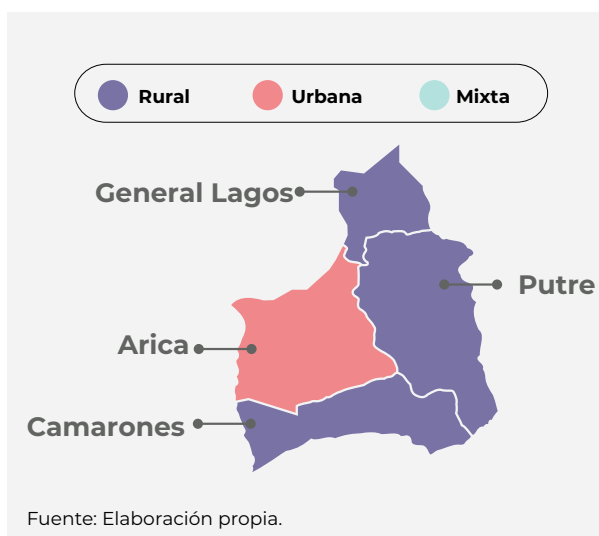 Rural Urbana Mixta
General Lagos
Putre
Arica
Camarones
Fuente: Elaboración propia.